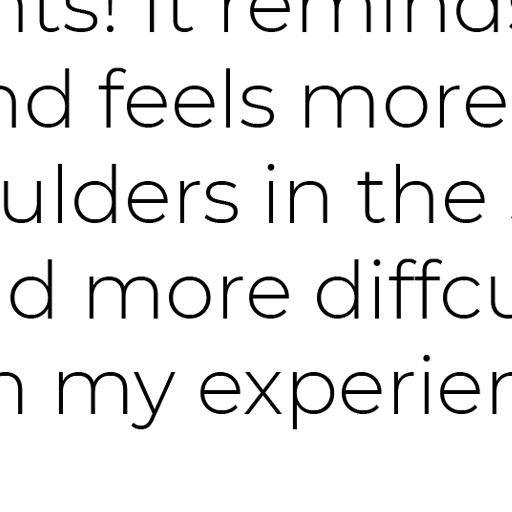 nts! It reminds
nd feels more
ulders in the
d more diffcu
n my experien